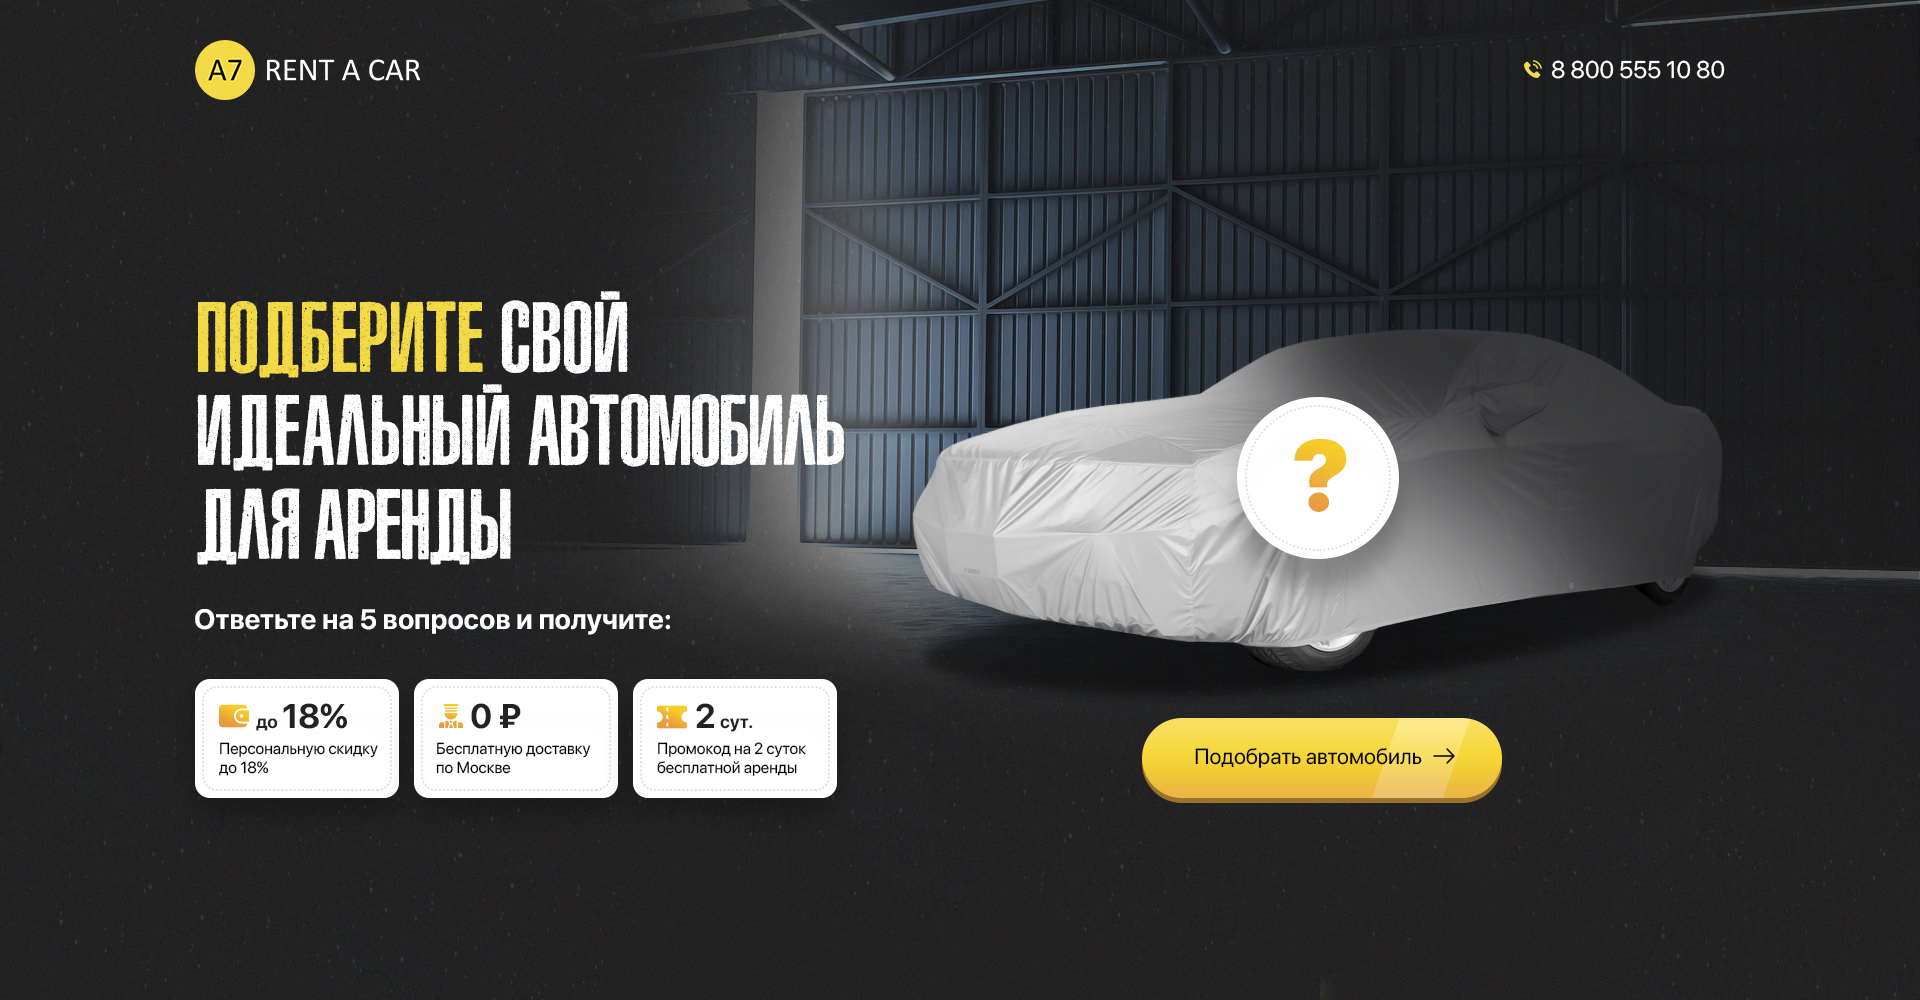 A7 RENT A CAR
8 800 555 10 80
ПОДБЕРИТЕ СВОЙ
ИДЕАЛЬНЫЙ АВТОМОБИЛЬ
ДЛЯ АРЕНДЫ
?
Ответьте на 5 вопросов и получите:
до 18%
Персональную скидку
до 18%
0 ₽
Бесплатную доставку
по Москве
2 сут.
Промокод на 2 суток
бесплатной аренды
Подобрать автомобиль →